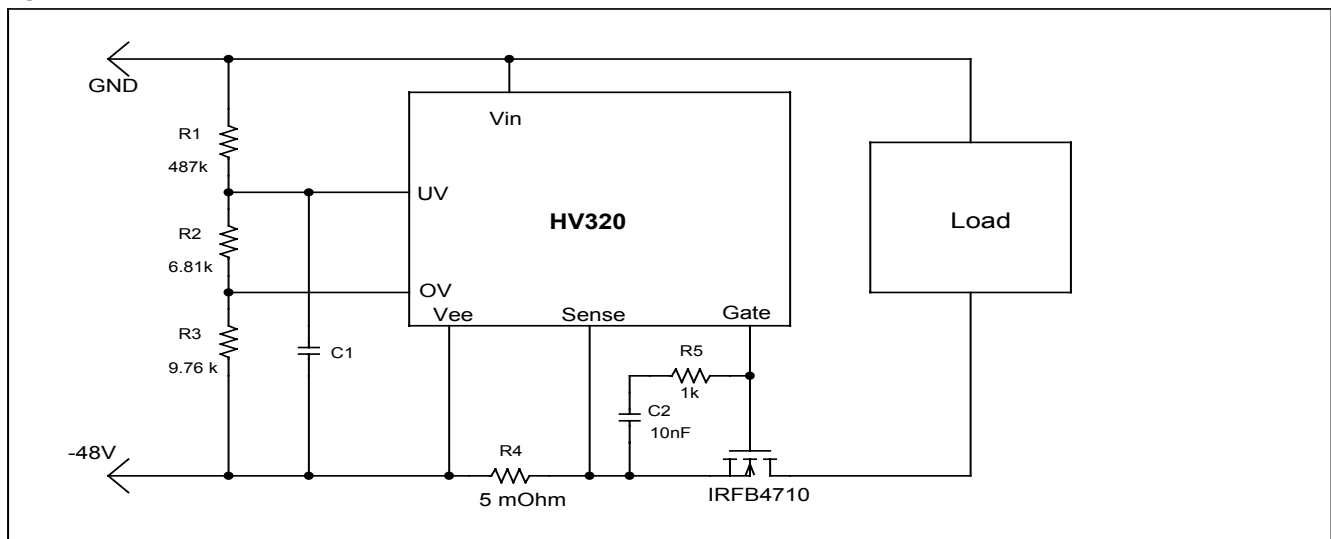 GND
R1
487k
Vin
UV
R2
6.81k
HV320
Load
OV
Vee
Sense
Gate
R3
9.76 k
C1
R5
1k
C2
10nF
-48V
R4
5 mOhm
IRFB4710